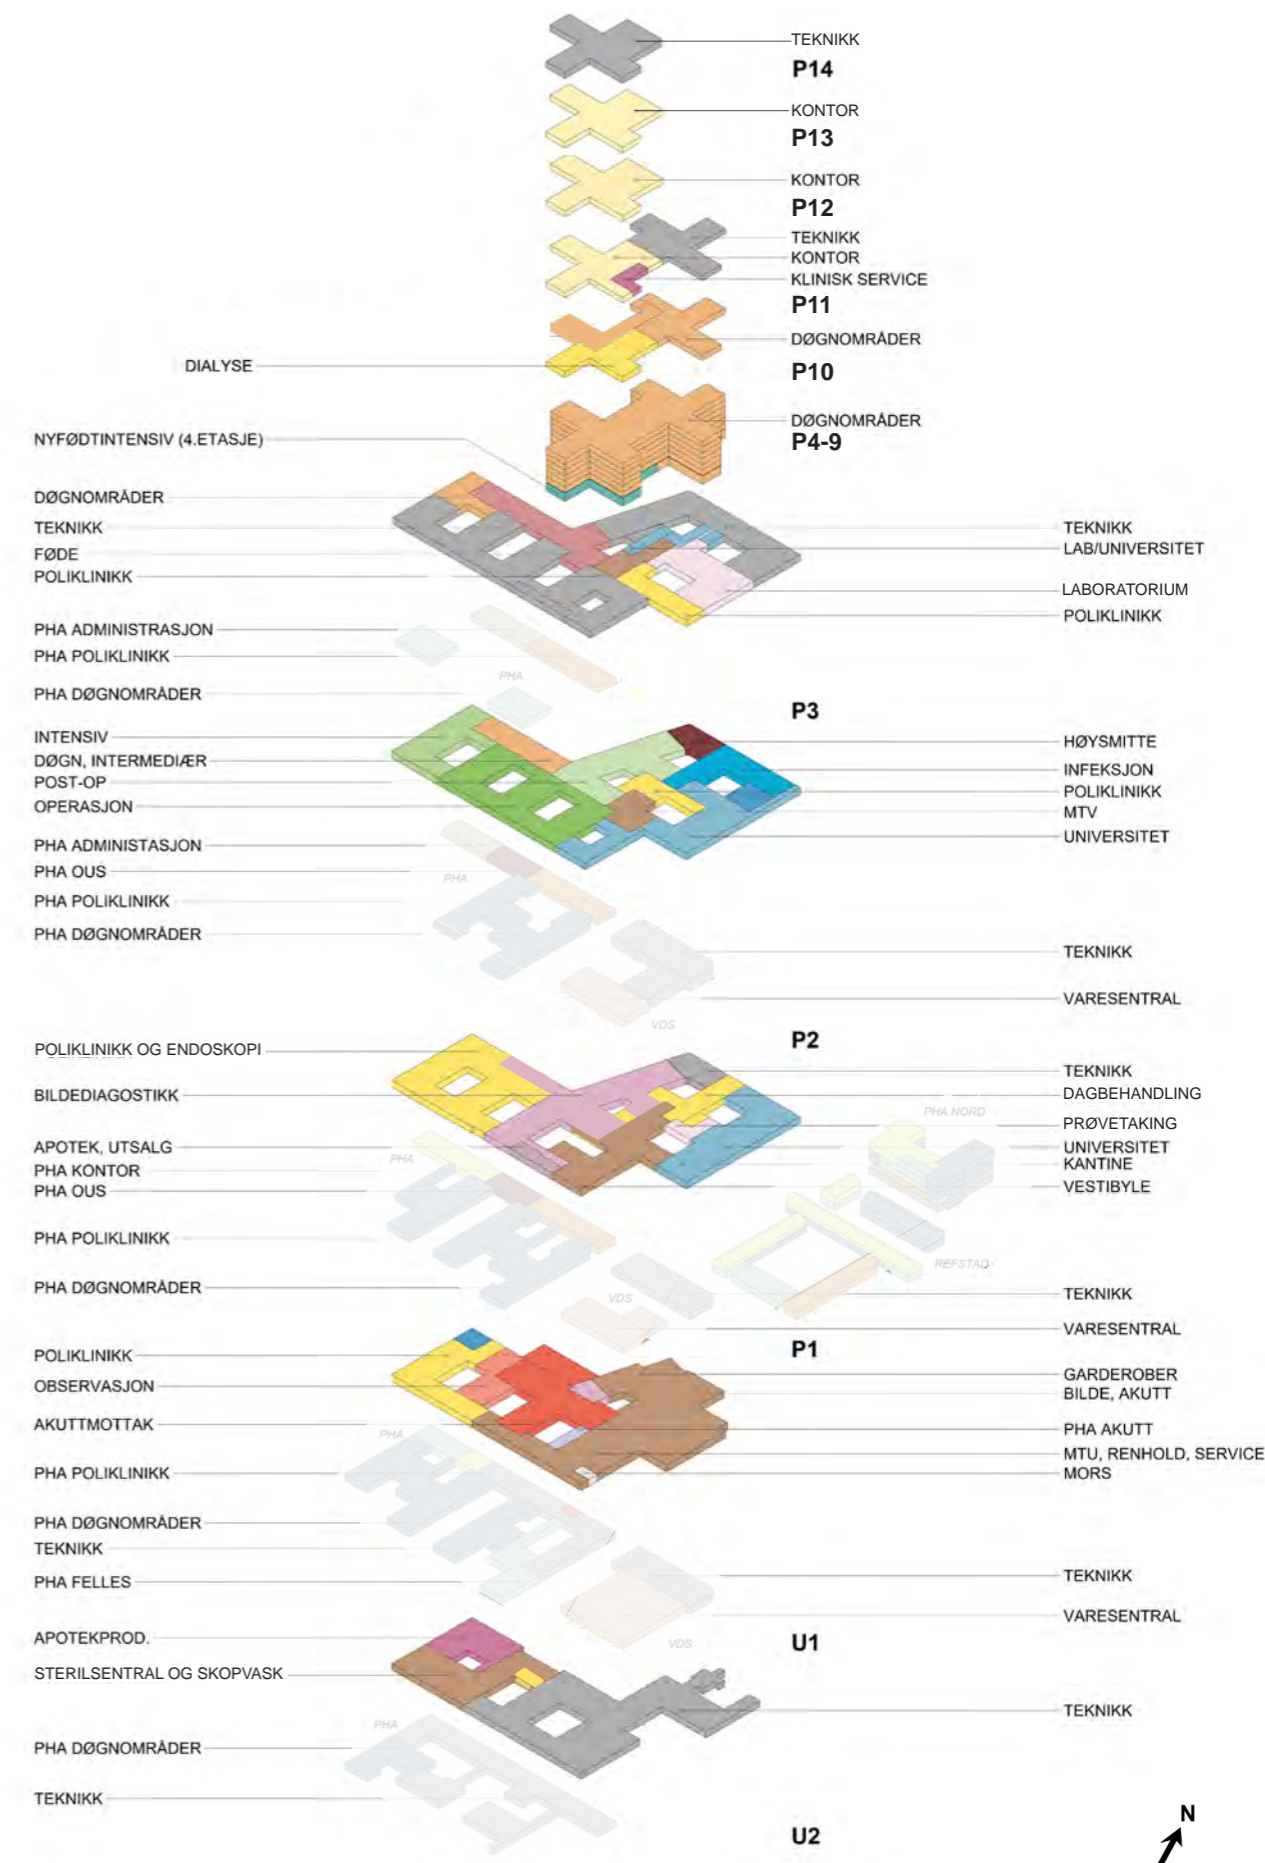 TEKNIKK
P14
KONTOR
P13
KONTOR
P12
TEKNIKK
KONTOR
KLINISK SERVICE
P11
DØGNOMRÅDER
DIALYSE
P10
DØGNOMRÅDER
P4-9
NYFØDTINTENSIV (4.ETASJE)
DØGNOMRÅDER
TEKNIKK
FØDE
POLIKLINIKK
TEKNIKK
LAB/UNIVERSITET
LABORATORIUM
POLIKLINIKK
PHA ADMINISTRASJON
PHA POLIKLINIKK
PHA
PHA DØGNOMRÅDER
P3
INTENSIV
DØGN, INTERMEDIÆR
POST-OP
OPERASJON
HØYSMITTE
INFEKSJON
POLIKLINIKK
MTV
UNIVERSITET
PHA ADMINISTASJON
PHA OUS
PHA
PHA POLIKLINIKK
PHA DØGNOMRÅDER
TEKNIKK
VARESENTRAL
VDS
P2
POLIKLINIKK OG ENDOSKOPI
BILDEDIAGOSTIKK
APOTEK, UTSALG
PHA KONTOR
PHA OUS
PHA
TEKNIKK
DAGBEHANDLING
PHA NORD
PRØVETAKING
UNIVERSITET
KANTINE
VESTIBYLE
PHA POLIKLINIKK
PHA DØGNOMRÅDER
REFSTAD
VDS
TEKNIKK
VARESENTRAL
P1
POLIKLINIKK
OBSERVASJON
AKUTTMOTTAK
GARDEROBER
BILDE, AKUTT
PHA AKUTT
MTU, RENHOLD, SERVICE
MORS
PHA
PHA POLIKLINIKK
PHA DØGNOMRÅDER
TEKNIKK
PHA FELLES
TEKNIKK
VARESENTRAL
VDS
U1
APOTEKPROD.
STERILSENTRAL OG SKOPVASK
TEKNIKK
PHA
PHA DØGNOMRÅDER
TEKNIKK
U2
N